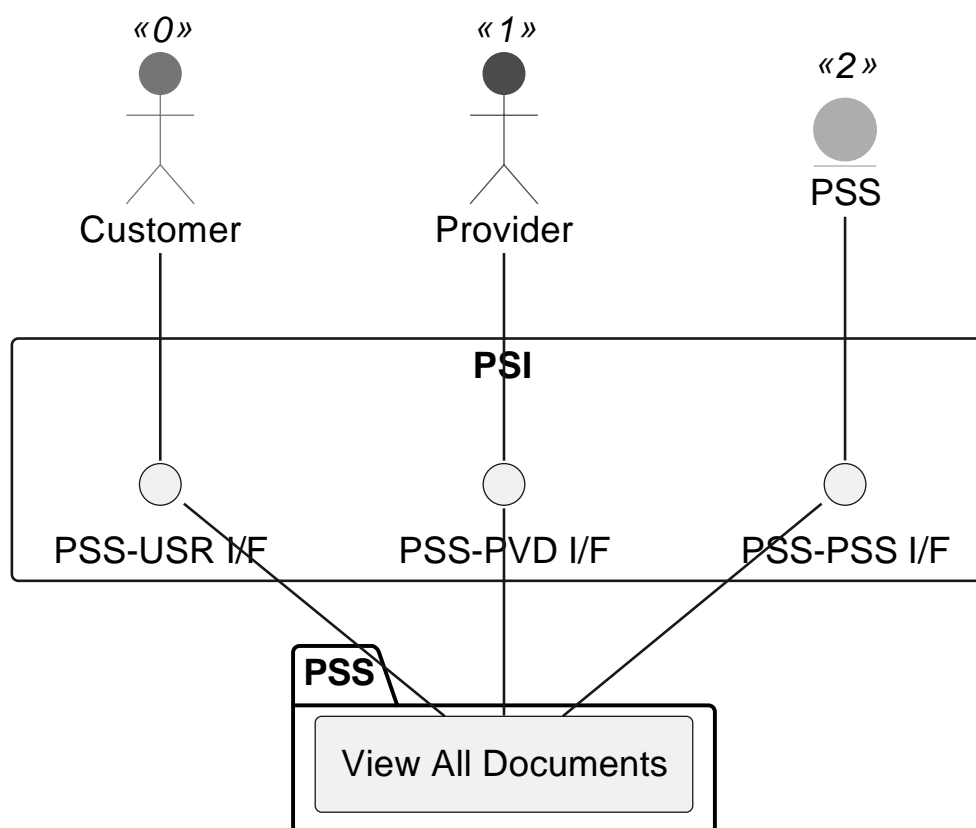 «0»
«1»
«2»
Customer
Provider
PSS
PSI
PSS-USR I/F
PSS-PVD I/F
PSS-PSS I/F
PSS
View All Documents